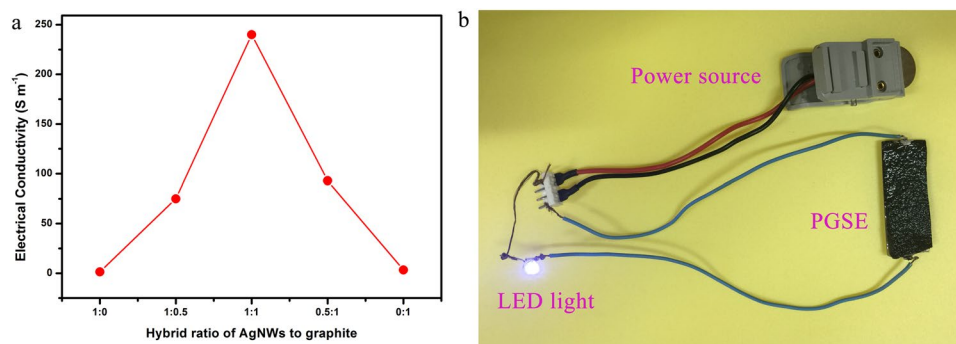 a
250
200
150
100
50
0
Electrical Conductivity (S m⁻¹)
1:0 1:0.5 1:1 0.5:1 0:1
Hybrid ratio of AgNWs to graphite
b
Power source
PGSE
LED light